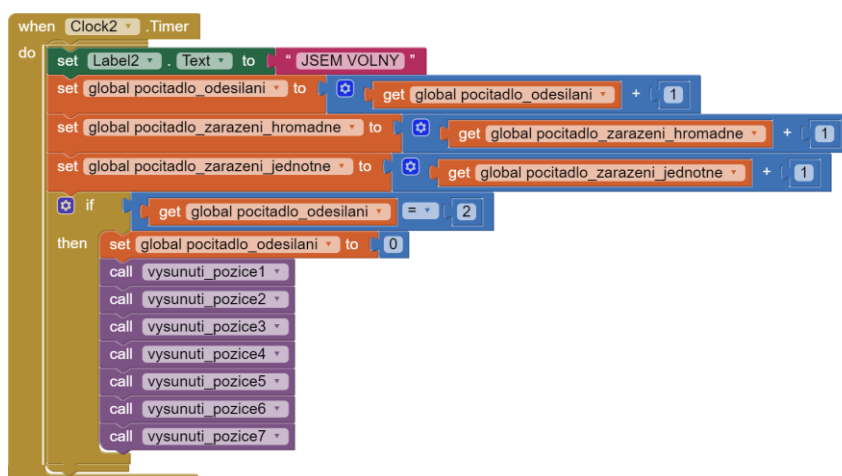 when Clock2 .Timer
do set Label2 . Text to " JSEM VOLNY "
set global pocitadlo_odesilani to get global pocitadlo_odesilani + 1
set global pocitadlo_zarazeni_hromadne to get global pocitadlo_zarazeni_hromadne + 1
set global pocitadlo_zarazeni_jednotne to get global pocitadlo_zarazeni_jednotne + 1
if get global pocitadlo_odesilani = 2
then set global pocitadlo_odesilani to 0
call vysunuti_pozice1
call vysunuti_pozice2
call vysunuti_pozice3
call vysunuti_pozice4
call vysunuti_pozice5
call vysunuti_pozice6
call vysunuti_pozice7